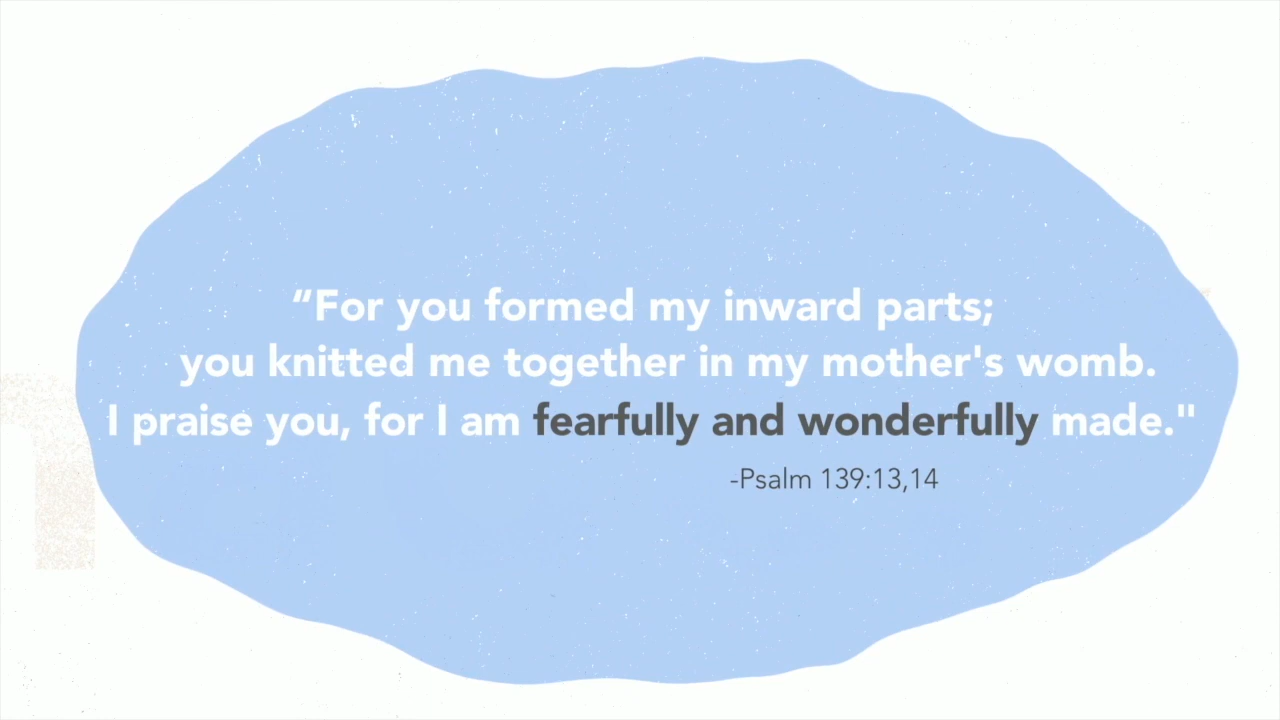 “For you formed my inward parts;
you knitted me together in my mother's womb.
I praise you, for I am fearfully and wonderfully made."
-Psalm 139:13,14